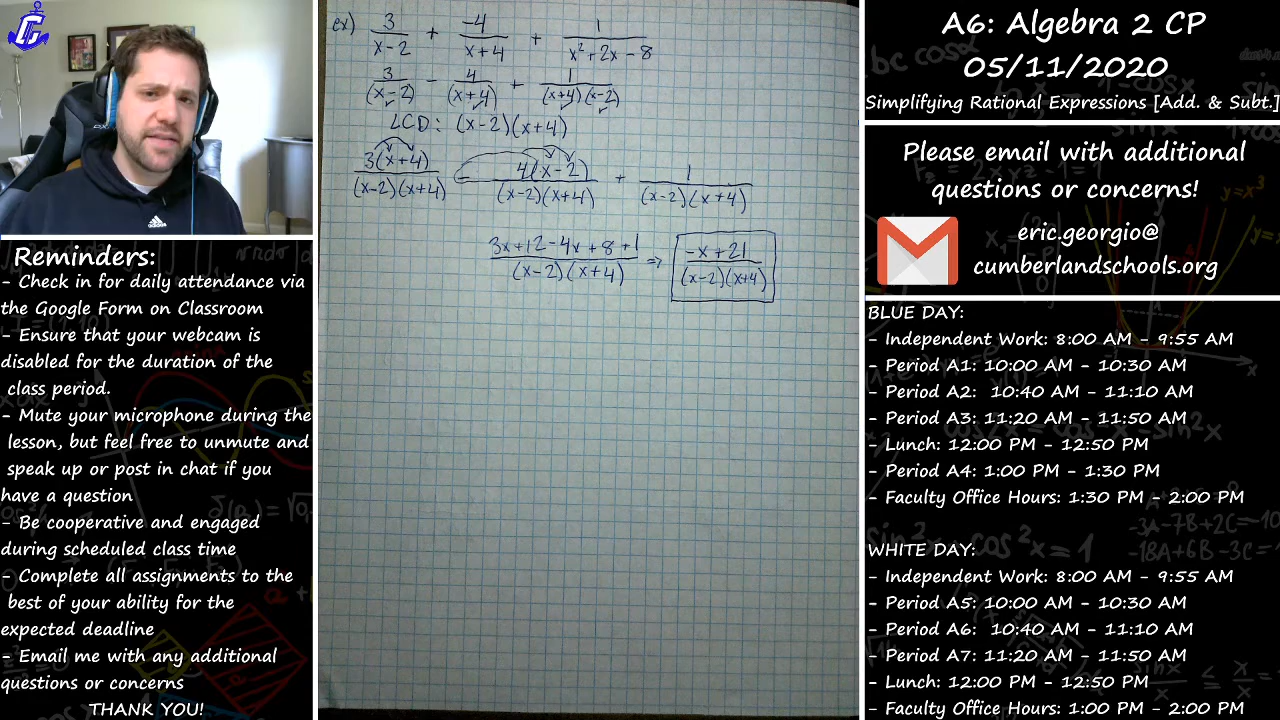 C
adidas
Reminders:
- Check in for daily attendance via
the Google Form on Classroom
- Ensure that your webcam is
disabled for the duration of the
class period.
- Mute your microphone during the
lesson, but feel free to unmute and
speak up or post in chat if you
have a question
- Be cooperative and engaged
during scheduled class time
- Complete all assignments to the
best of your ability for the
expected deadline
- Email me with any additional
questions or concerns
THANK YOU!
ex) 3/(x-2) + -4/(x+4) + 1/(x²+2x-8)
3/(x-2) - 4/(x+4) + 1/((x+4)(x-2))
LCD: (x-2)(x+4)
3(x+4)/((x-2)(x+4)) - 4(x-2)/((x-2)(x+4)) + 1/((x-2)(x+4))
(3x+12-4x+8+1)/((x-2)(x+4)) ⇒ (-x+21)/((x-2)(x+4))
A6: Algebra 2 CP
05/11/2020
Simplifying Rational Expressions [Add. & Subt.]
Please email with additional
questions or concerns!
eric.georgio@
cumberlandschools.org
BLUE DAY:
- Independent Work: 8:00 AM - 9:55 AM
- Period A1: 10:00 AM - 10:30 AM
- Period A2: 10:40 AM - 11:10 AM
- Period A3: 11:20 AM - 11:50 AM
- Lunch: 12:00 PM - 12:50 PM
- Period A4: 1:00 PM - 1:30 PM
- Faculty Office Hours: 1:30 PM - 2:00 PM
WHITE DAY:
- Independent Work: 8:00 AM - 9:55 AM
- Period A5: 10:00 AM - 10:30 AM
- Period A6: 10:40 AM - 11:10 AM
- Period A7: 11:20 AM - 11:50 AM
- Lunch: 12:00 PM - 12:50 PM
- Faculty Office Hours: 1:00 PM - 2:00 PM